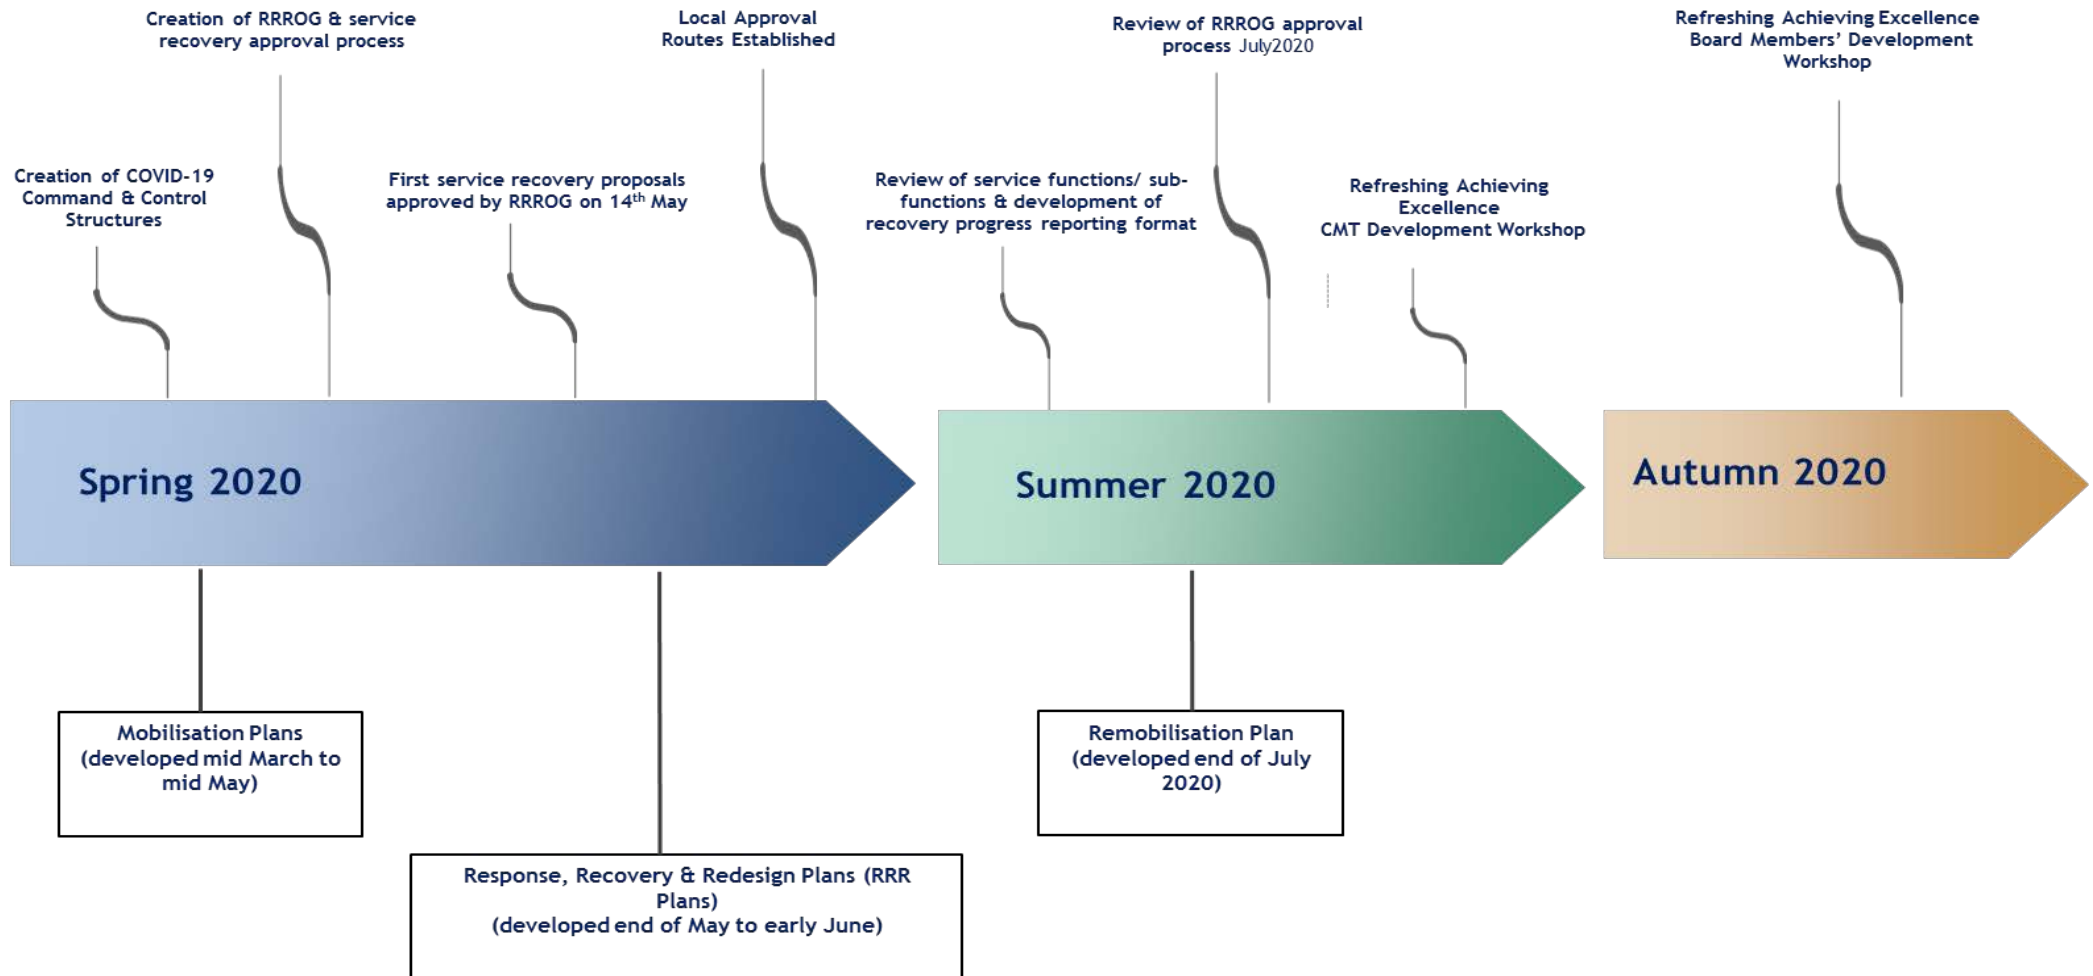 Creation of RRROG & service
recovery approval process
Local Approval
Routes Established
Review of RRROG approval
process July2020
Refreshing Achieving Excellence
Board Members’ Development
Workshop
Creation of COVID-19
Command & Control
Structures
First service recovery proposals
approved by RRROG on 14th May
Review of service functions/ sub-
functions & development of
recovery progress reporting format
Refreshing Achieving
Excellence
CMT Development Workshop
Spring 2020
Summer 2020
Autumn 2020
Mobilisation Plans
(developed mid March to
mid May)
Remobilisation Plan
(developed end of July
2020)
Response, Recovery & Redesign Plans (RRR
Plans)
(developed end of May to early June)